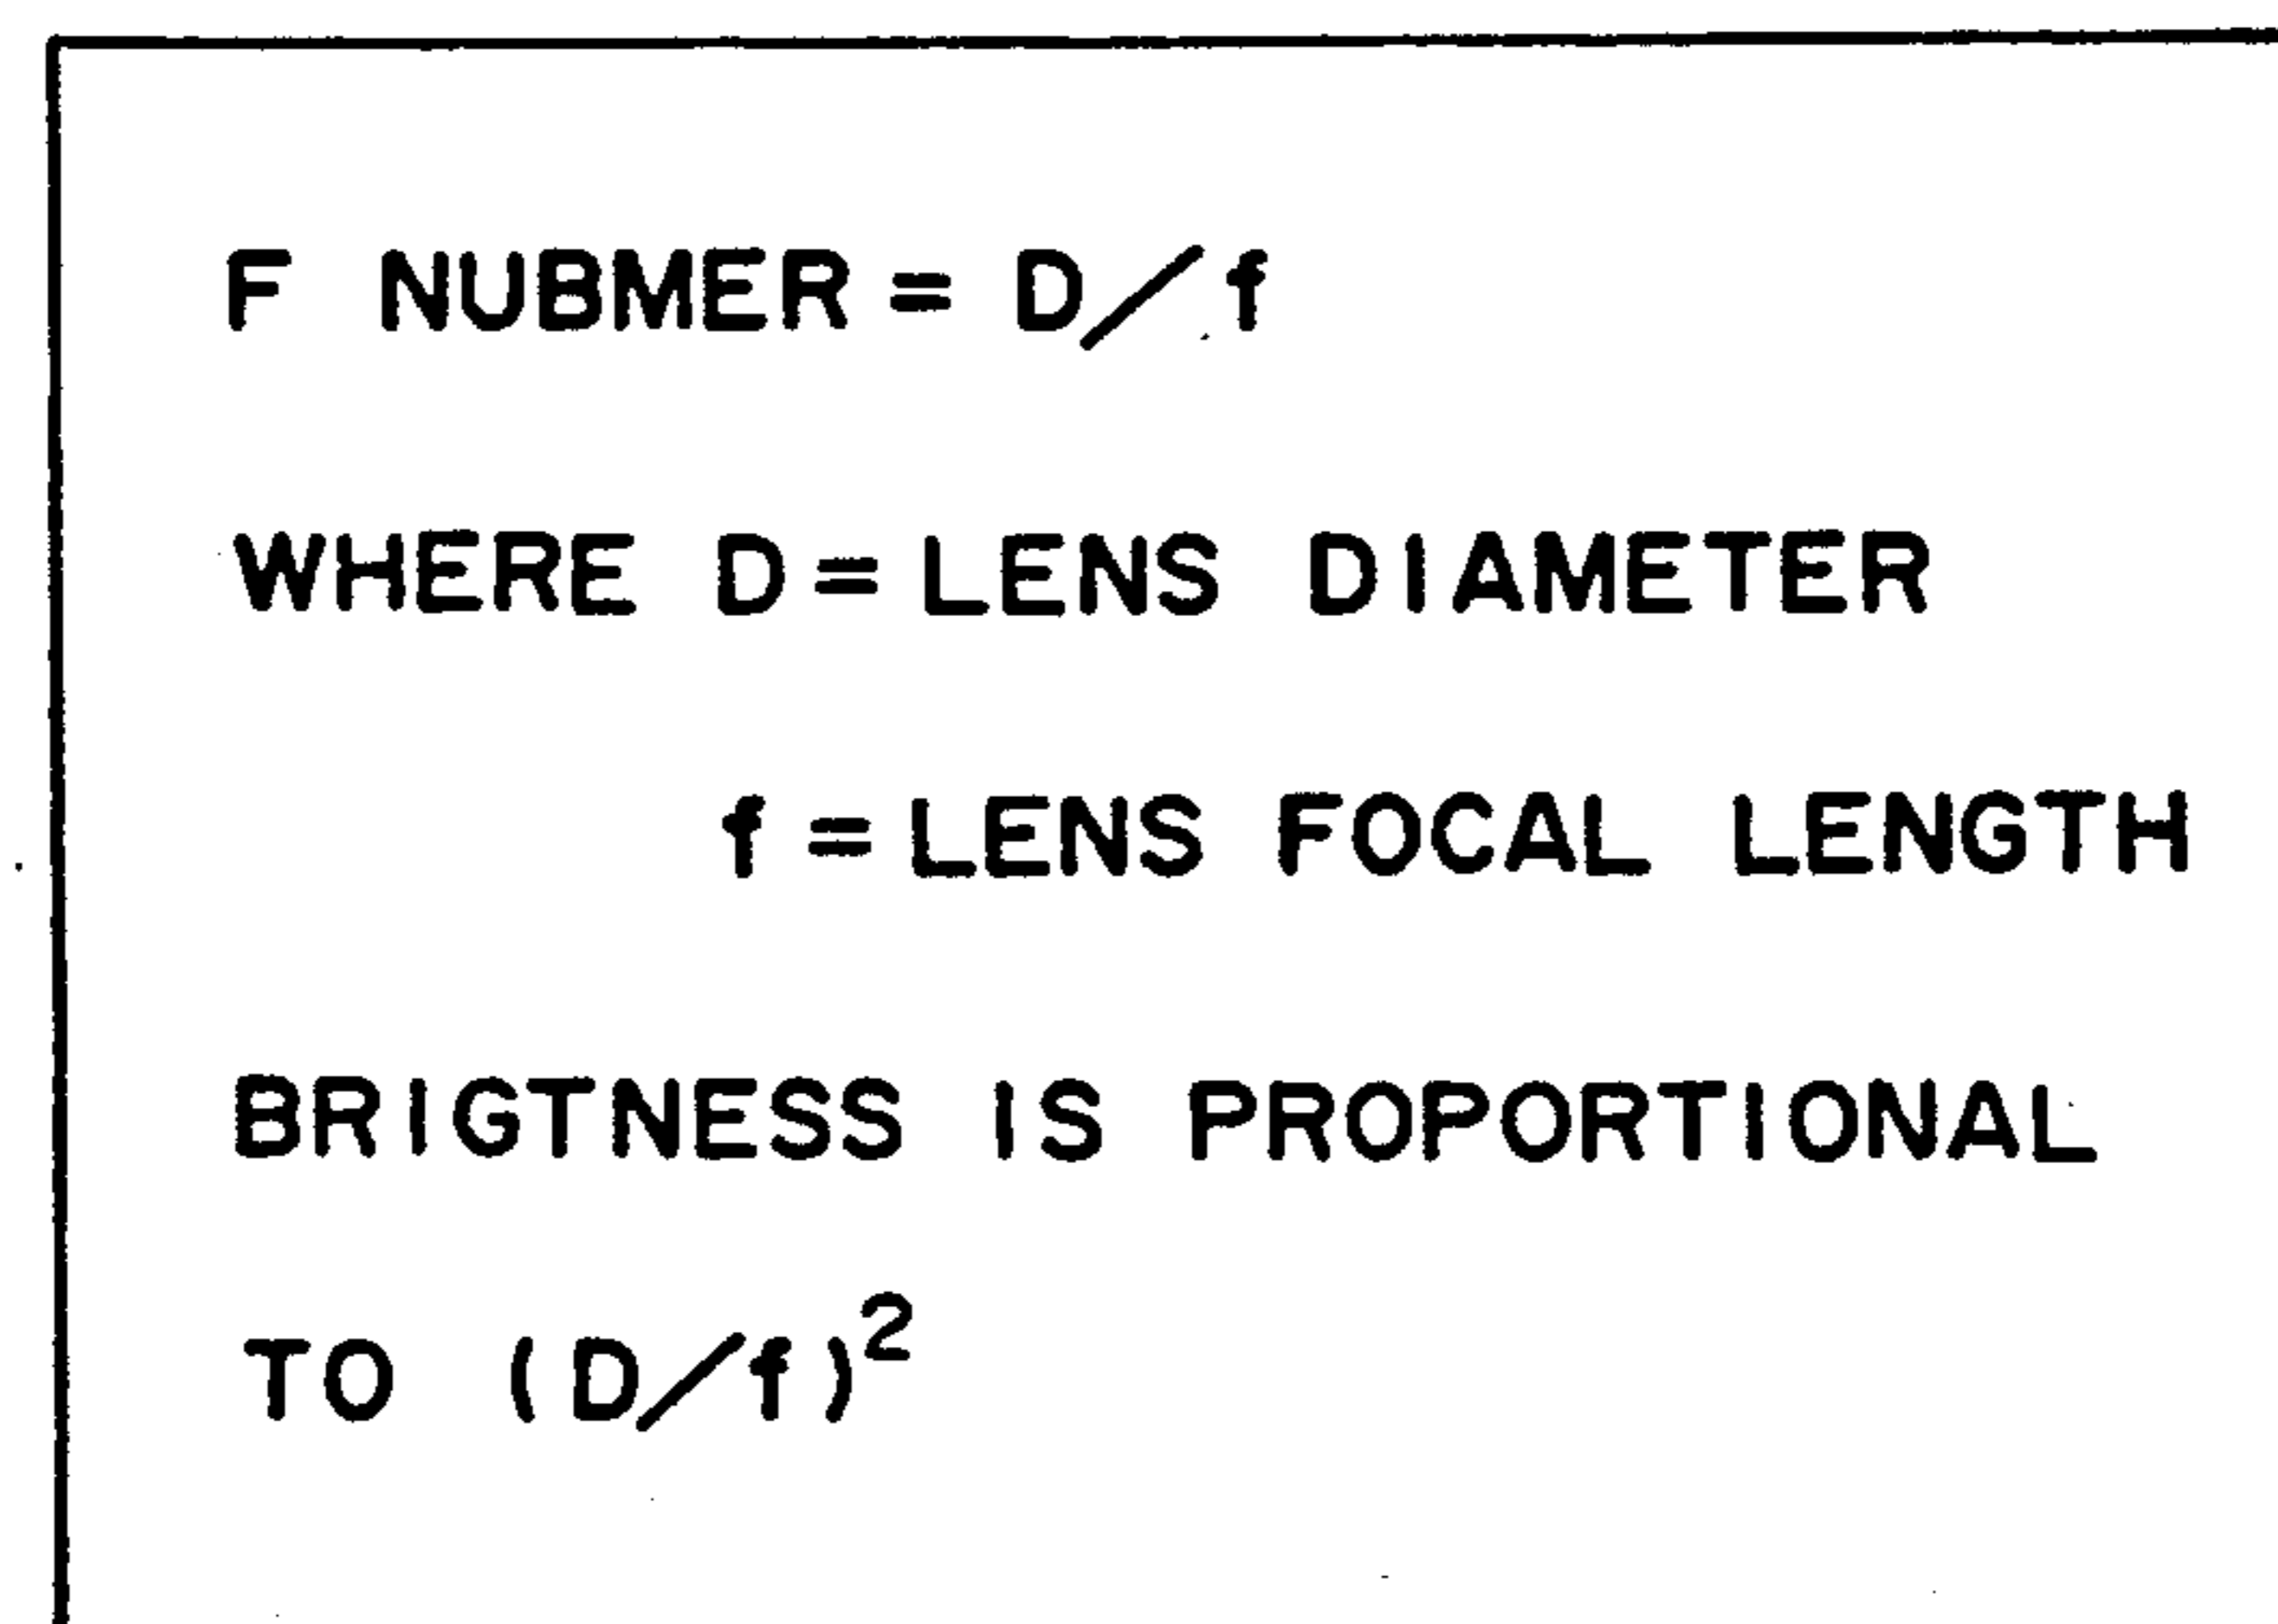 F NUBMER = D/f
WHERE D = LENS DIAMETER
f = LENS FOCAL LENGTH
BRIGTNESS IS PROPORTIONAL
TO (D/f)²